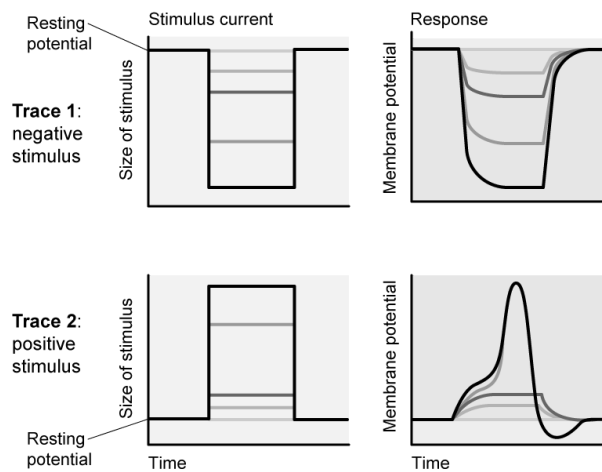 Stimulus current
Response
Resting
potential
Trace 1:
negative
stimulus
Size of stimulus
Membrane potential
Trace 2:
positive
stimulus
Size of stimulus
Membrane potential
Resting
potential
Time
Time